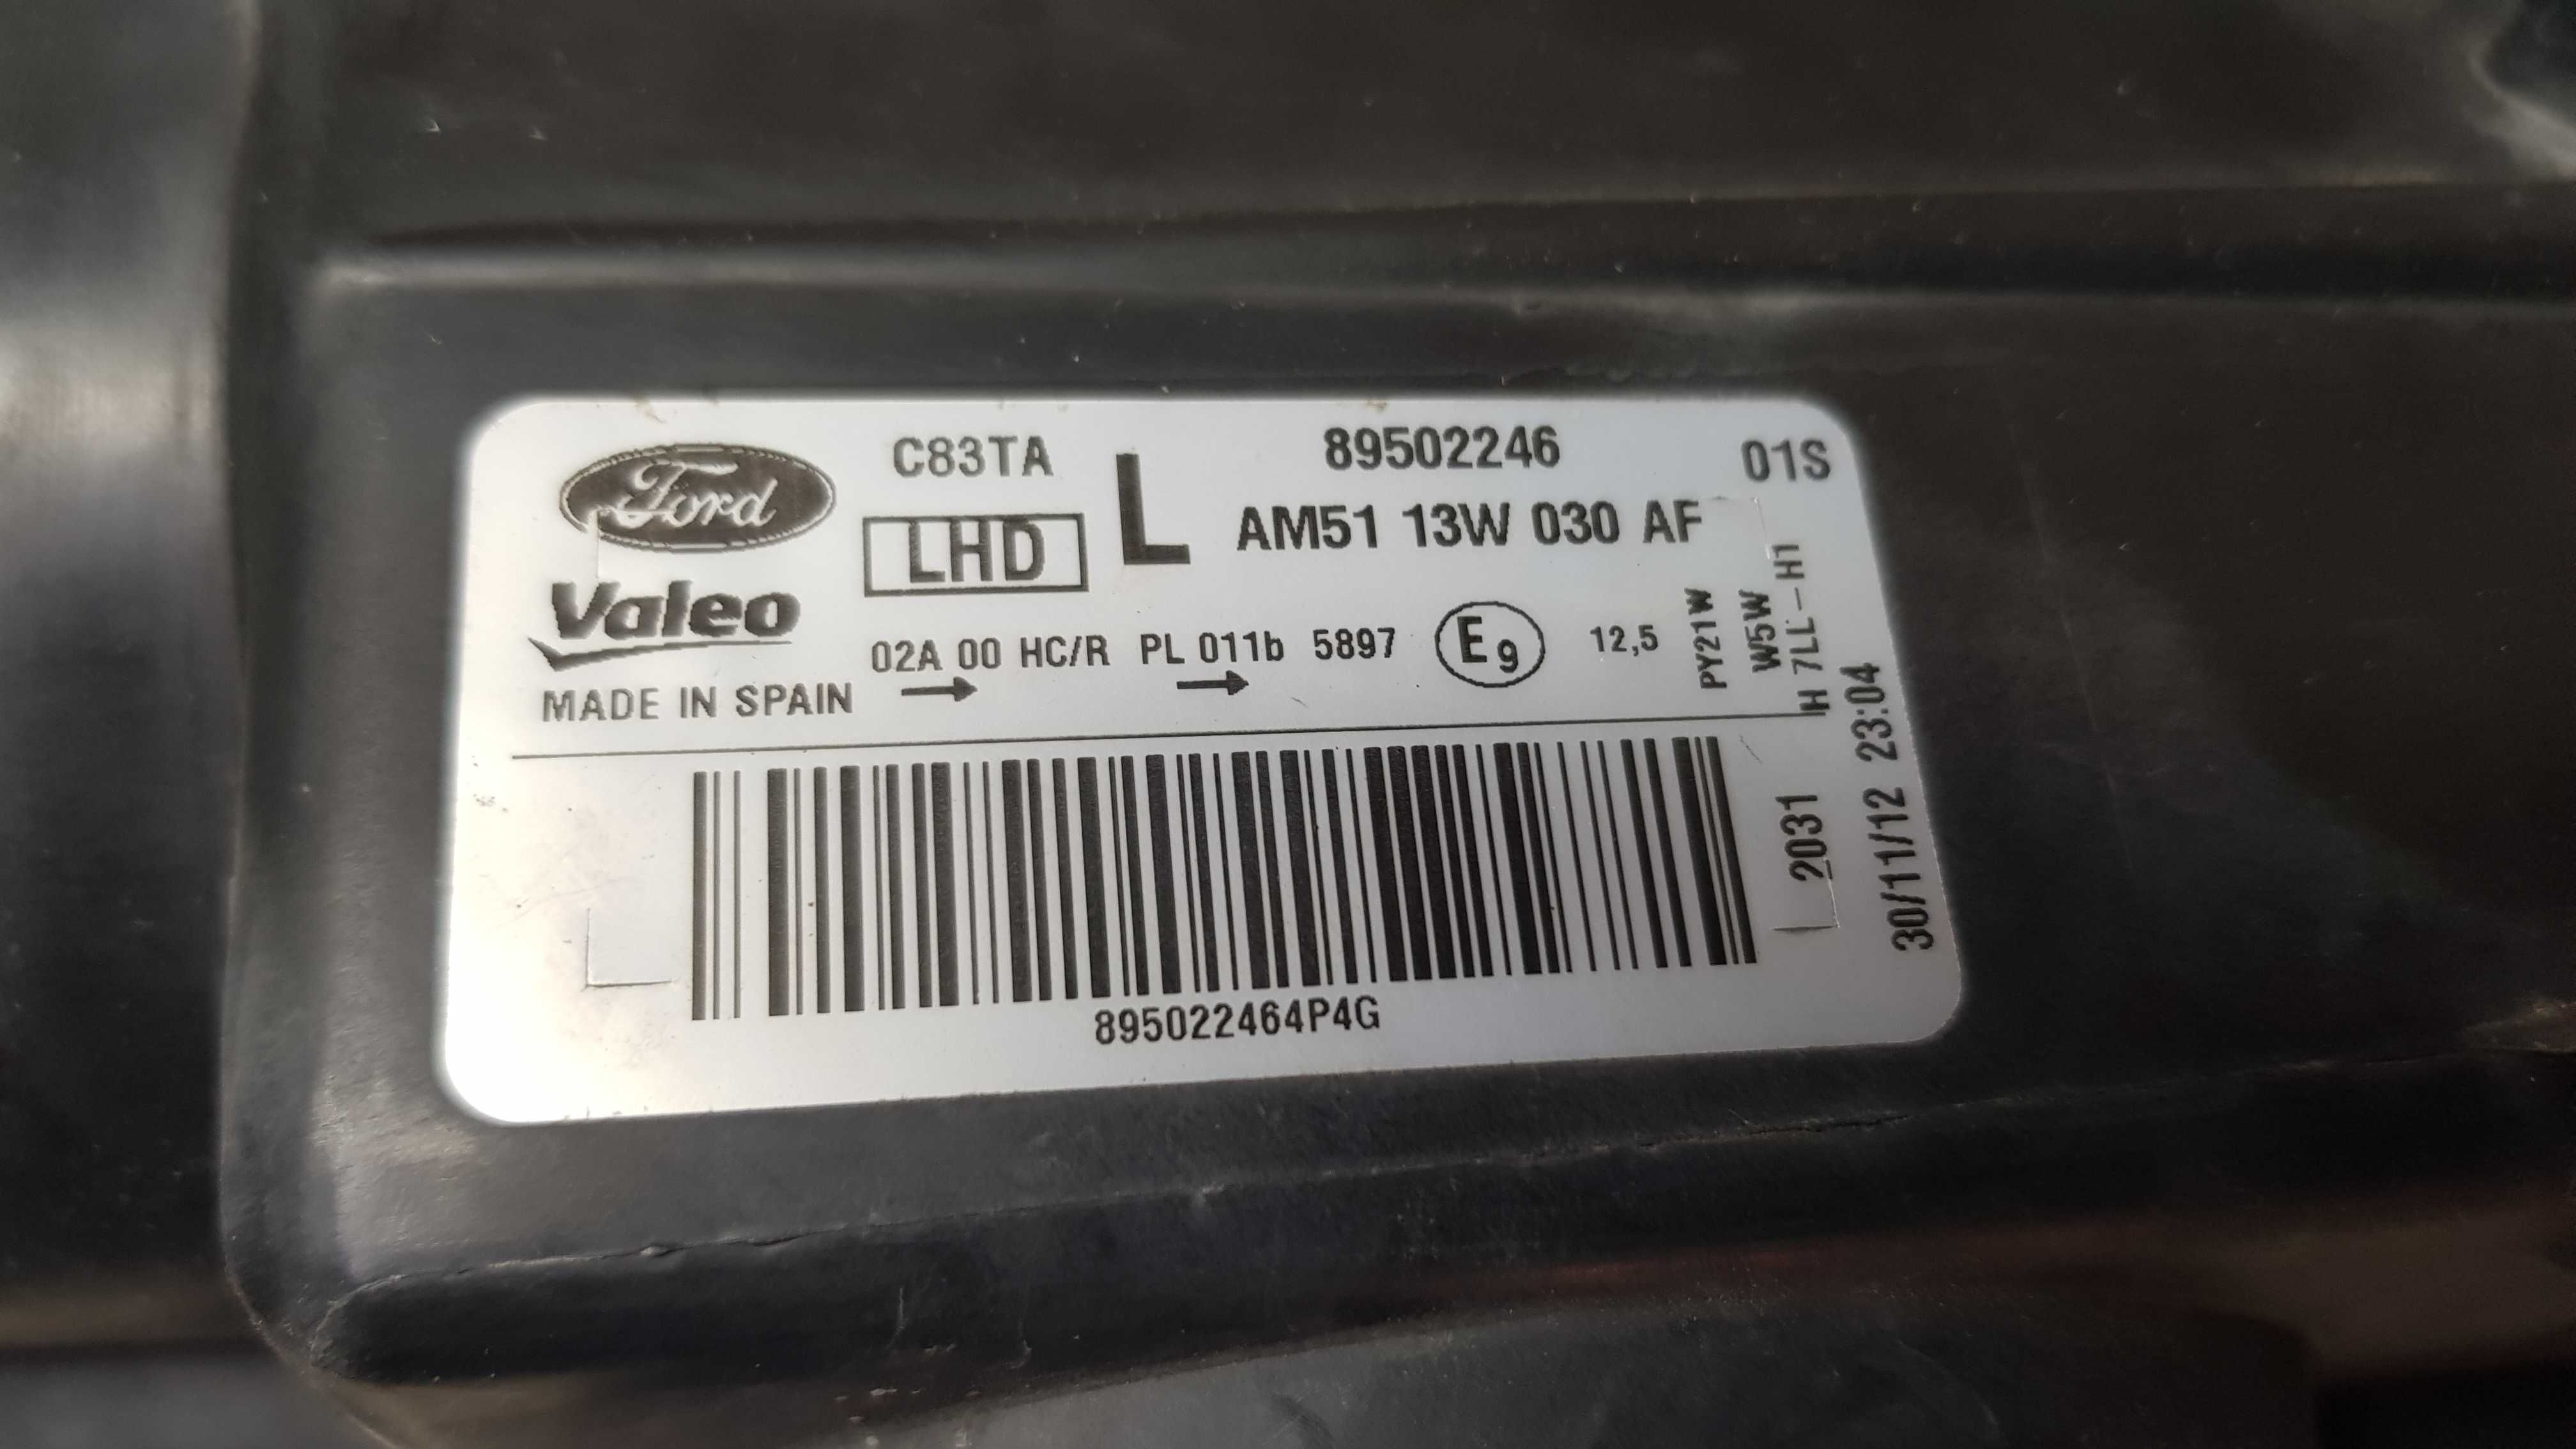 Ford
C83TA
LHD
L
89502246
01S
AM51 13W 030 AF
Valeo
MADE IN SPAIN
02A 00 HC/R PL 011b 5897 E9 12,5
→ →
PY21W
W5W
H 7LL-H1
2031
30/11/12 23:04
895022464P4G